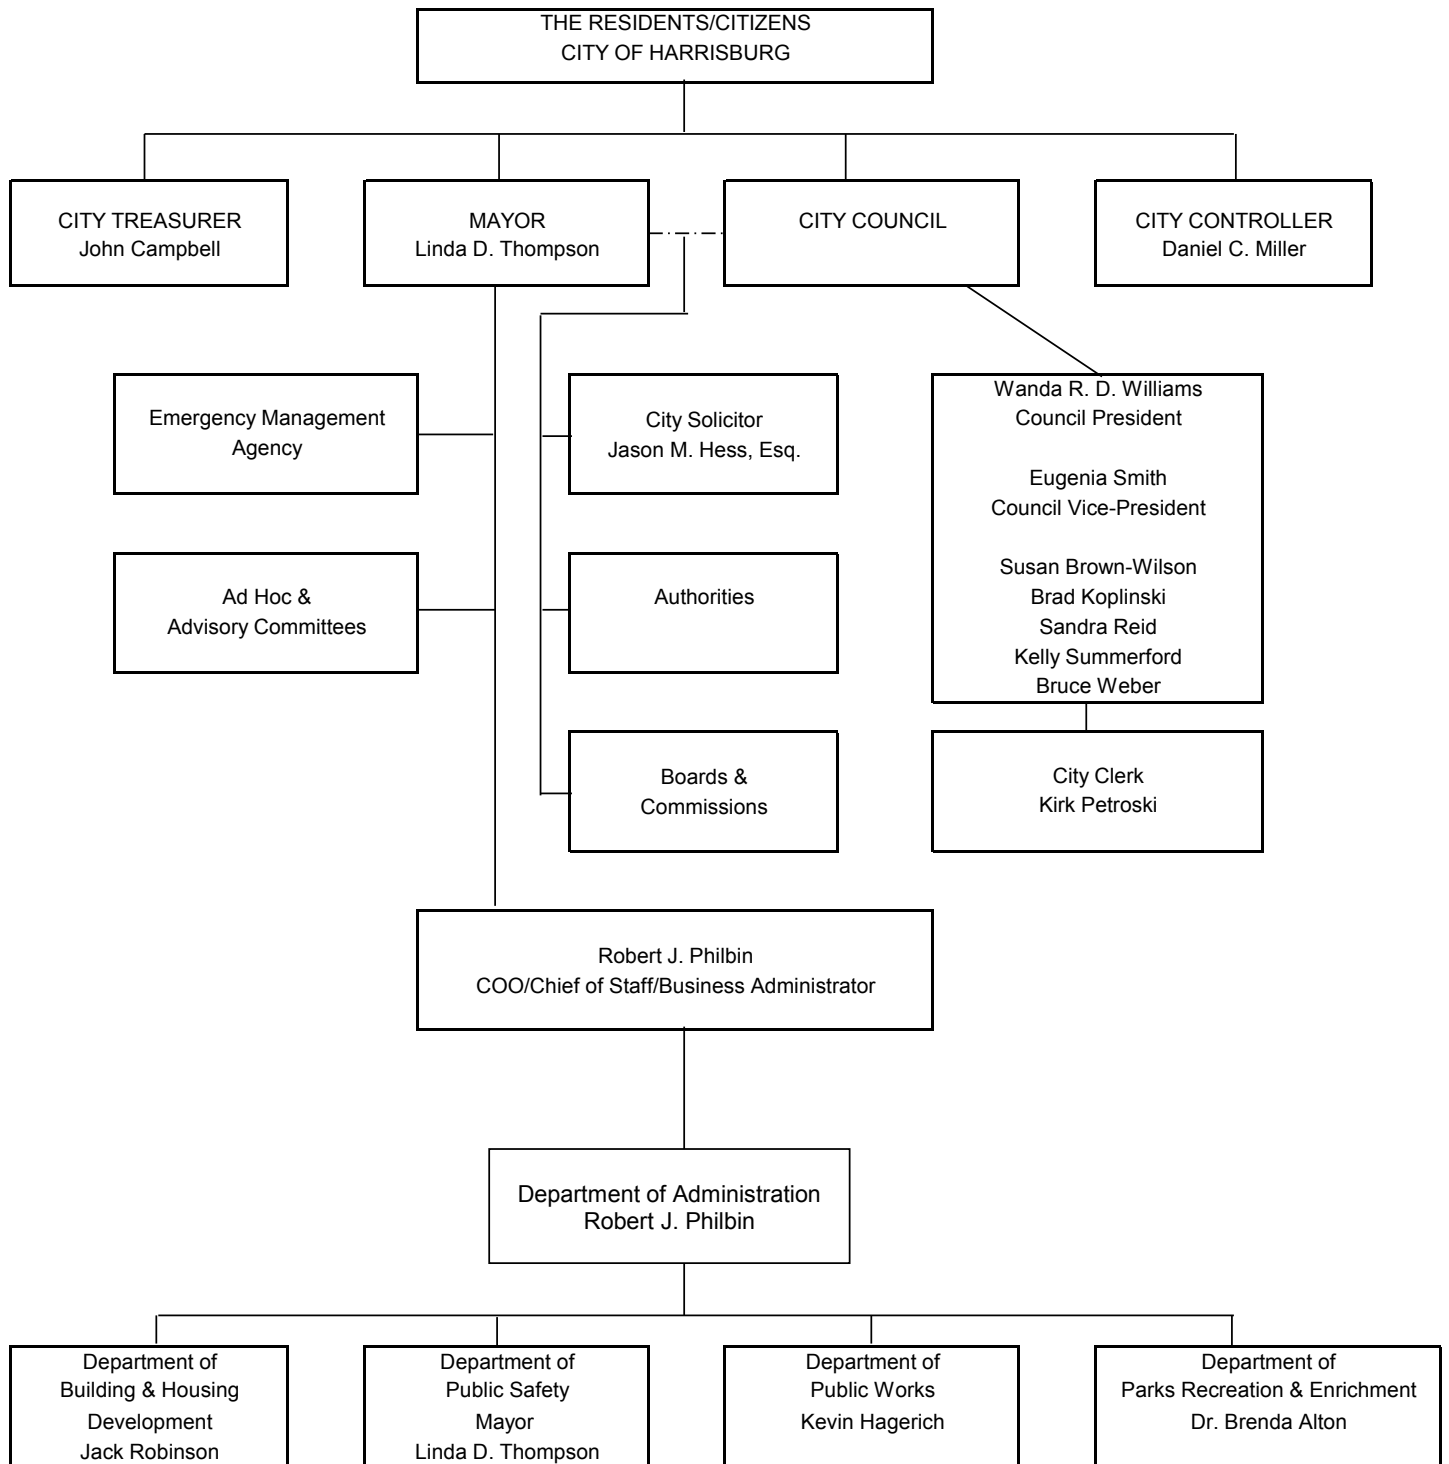 THE RESIDENTS/CITIZENS
CITY OF HARRISBURG
CITY TREASURER
John Campbell
MAYOR
Linda D. Thompson
CITY COUNCIL
CITY CONTROLLER
Daniel C. Miller
Emergency Management
Agency
City Solicitor
Jason M. Hess, Esq.
Wanda R. D. Williams
Council President
Eugenia Smith
Council Vice-President
Susan Brown-Wilson
Brad Koplinski
Sandra Reid
Kelly Summerford
Bruce Weber
Ad Hoc &
Advisory Committees
Authorities
Boards &
Commissions
City Clerk
Kirk Petroski
Robert J. Philbin
COO/Chief of Staff/Business Administrator
Department of Administration
Robert J. Philbin
Department of
Building & Housing
Development
Jack Robinson
Department of
Public Safety
Mayor
Linda D. Thompson
Department of
Public Works
Kevin Hagerich
Department of
Parks Recreation & Enrichment
Dr. Brenda Alton